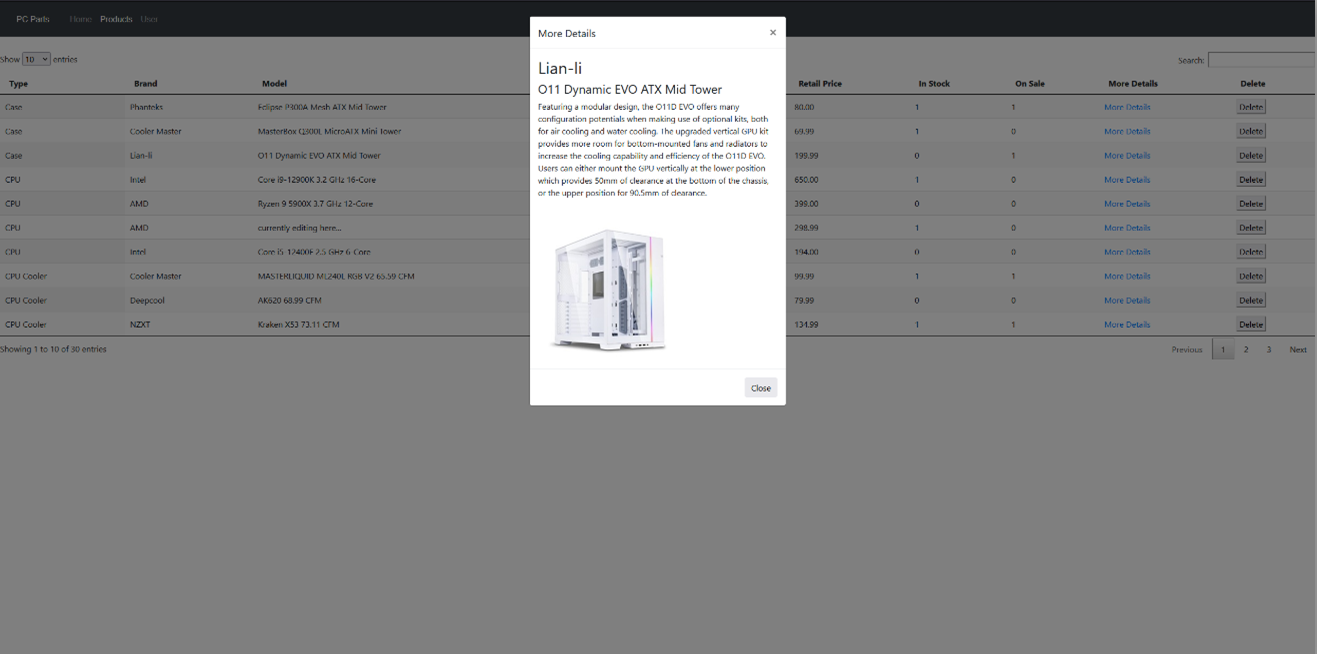 PC Parts Home Products User
More Details ×
Show 10 entries
Search:
Type Brand Model Retail Price In Stock On Sale More Details Delete
Case Phanteks Eclipse P300A Mesh ATX Mid Tower 80.00 1 1 More Details Delete
Case Cooler Master MasterBox Q300L MicroATX Mini Tower 69.99 1 0 More Details Delete
Case Lian-li O11 Dynamic EVO ATX Mid Tower 199.99 0 1 More Details Delete
CPU Intel Core i9-12900K 3.2 GHz 16-Core 650.00 1 0 More Details Delete
CPU AMD Ryzen 9 5900X 3.7 GHz 12-Core 399.00 0 0 More Details Delete
CPU AMD currently editing here... 298.99 1 0 More Details Delete
CPU Intel Core i5-12400F 2.5 GHz 6-Core 194.00 0 0 More Details Delete
CPU Cooler Cooler Master MASTERLIQUID ML240L RGB V2 65.59 CFM 99.99 1 1 More Details Delete
CPU Cooler Deepcool AK620 68.99 CFM 79.99 0 0 More Details Delete
CPU Cooler NZXT Kraken X53 73.11 CFM 134.99 1 1 More Details Delete
Showing 1 to 10 of 30 entries
Previous 1 2 3 Next
Lian-li
O11 Dynamic EVO ATX Mid Tower
Featuring a modular design, the O11D EVO offers many
configuration potentials when making use of optional kits, both
for air cooling and water cooling. The upgraded vertical GPU kit
provides more room for bottom-mounted fans and radiators to
increase the cooling capability and efficiency of the O11D EVO.
Users can either mount the GPU vertically at the lower position
which provides 50mm of clearance at the bottom of the chassis,
or the upper position for 90.5mm of clearance.
Close